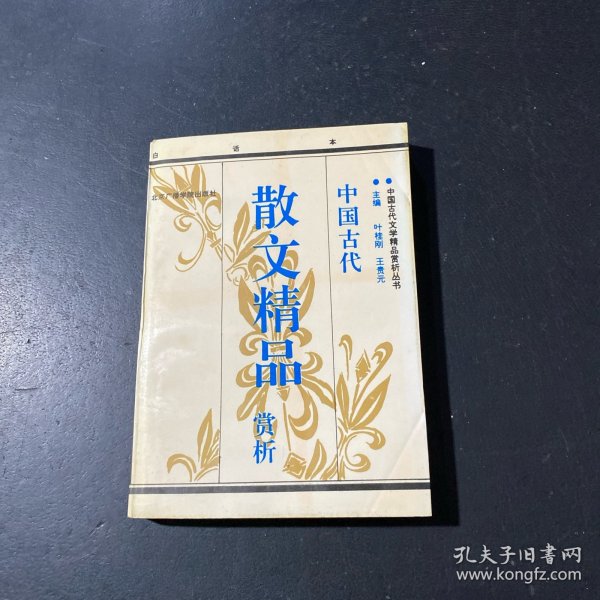 白话本
中国古代文学精品赏析丛书
主编 叶桂刚 王贵元
中国古代
散文精品
赏析
北京广播学院出版社
孔夫子旧书网
www.kongfz.com